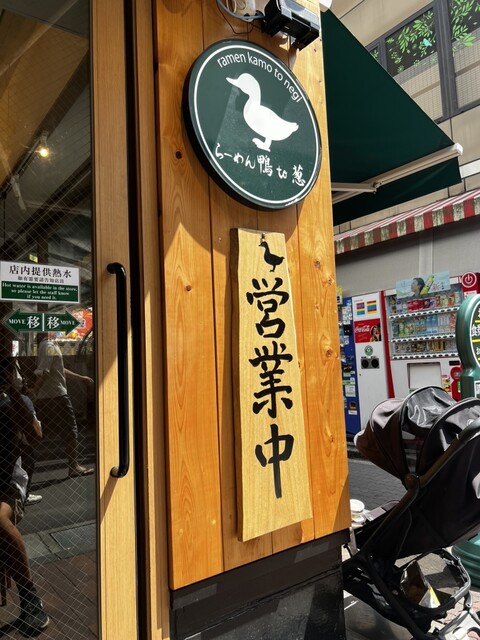 ramen kamo to negi
らーめん鴨to葱
営業中
店内提供熱水
Hot water is available in the store,
so please let the staff know
if you need it.
MOVE 移 移 MOVE
Coca-Cola